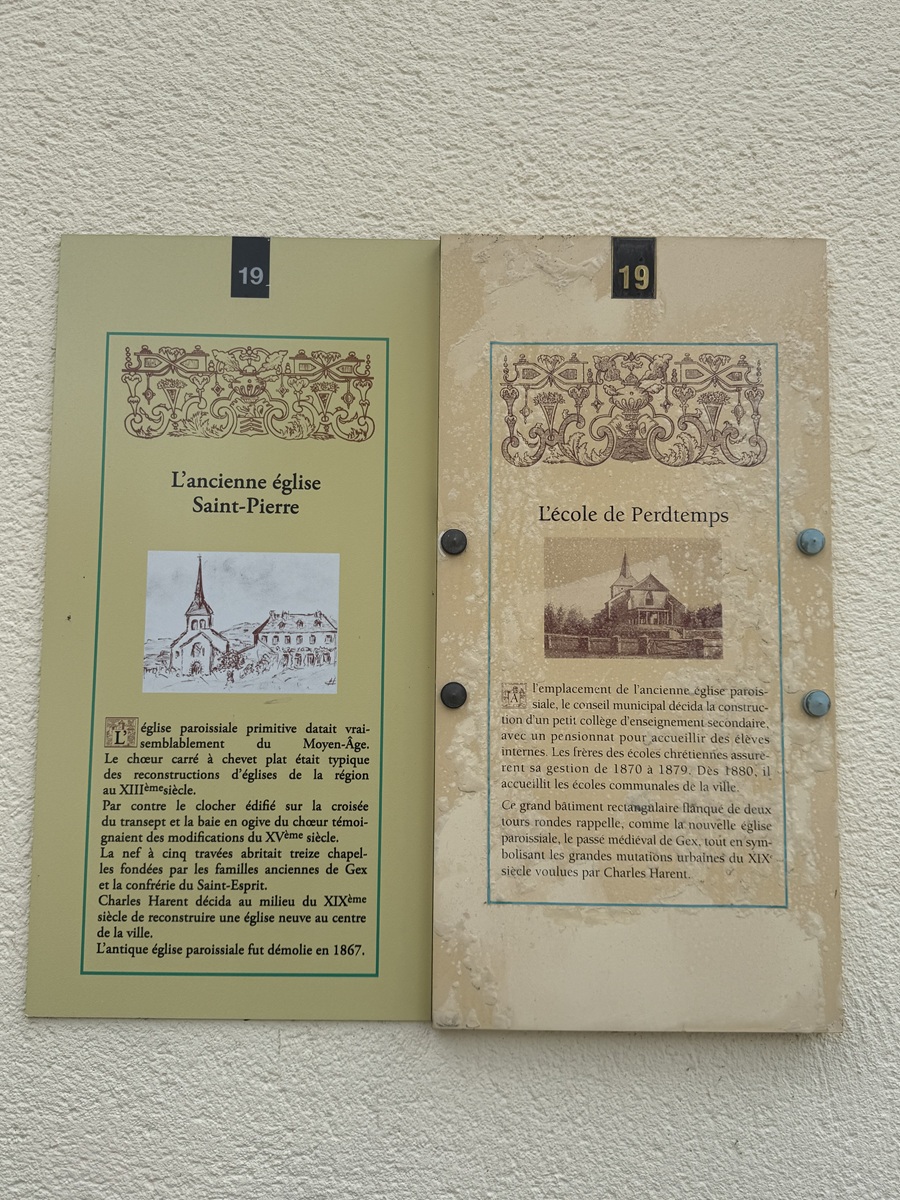 19
L'ancienne église
Saint-Pierre
L'église paroissiale primitive datait vrai-
semblablement du Moyen-Âge.
Le chœur carré à chevet plat était typique
des reconstructions d'églises de la région
au XIIIèmesiècle.
Par contre le clocher édifié sur la croisée
du transept et la baie en ogive du chœur témoi-
gnaient des modifications du XVème siècle.
La nef à cinq travées abritait treize chapel-
les fondées par les familles anciennes de Gex
et la confrérie du Saint-Esprit.
Charles Harent décida au milieu du XIXème
siècle de reconstruire une église neuve au centre
de la ville.
L'antique église paroissiale fut démolie en 1867.
19
L'école de Perdtemps
A l'emplacement de l'ancienne église parois-
siale, le conseil municipal décida la construc-
tion d'un petit collège d'enseignement secondaire,
avec un pensionnat pour accueillir des élèves
internes. Les frères des écoles chrétiennes assure-
rent sa gestion de 1870 à 1879. Dès 1880, il
accueillit les écoles communales de la ville.
Ce grand bâtiment rectangulaire flanqué de deux
tours rondes rappelle, comme la nouvelle église
paroissiale, le passé médiéval de Gex, tout en sym-
bolisant les grandes mutations urbaines du XIXe
siècle voulues par Charles Harent.